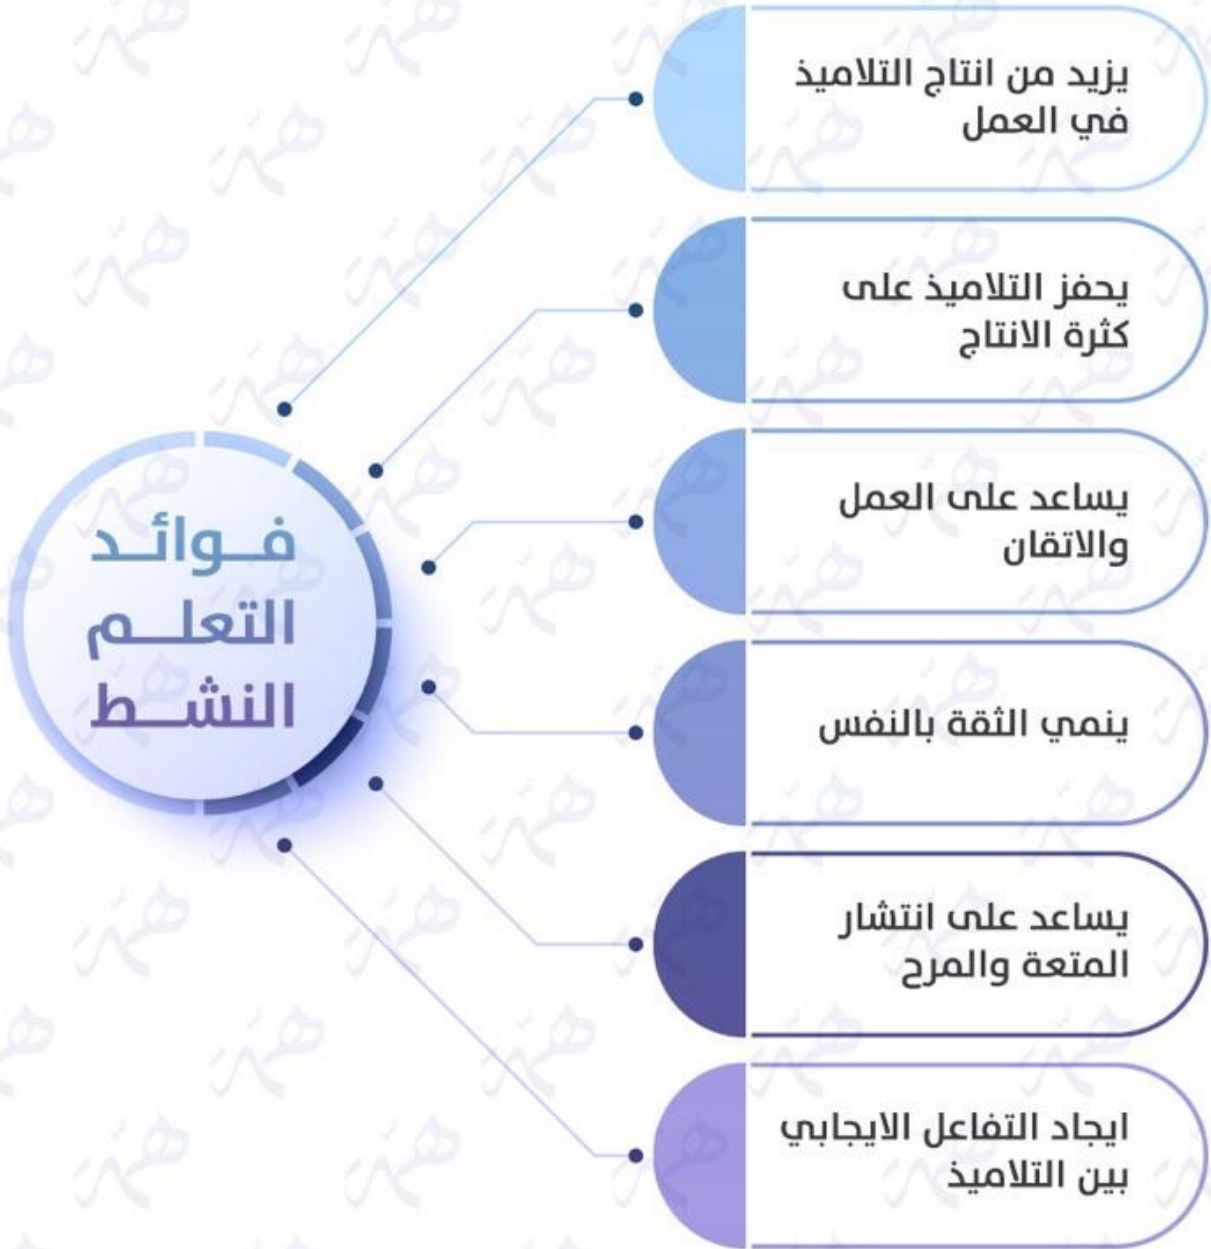 فوائد
التعلم
النشط
يزيد من انتاج التلاميذ
في العمل
يحفز التلاميذ على
كثرة الانتاج
يساعد على العمل
والاتقان
ينمي الثقة بالنفس
يساعد على انتشار
المتعة والمرح
ايجاد التفاعل الايجابي
بين التلاميذ